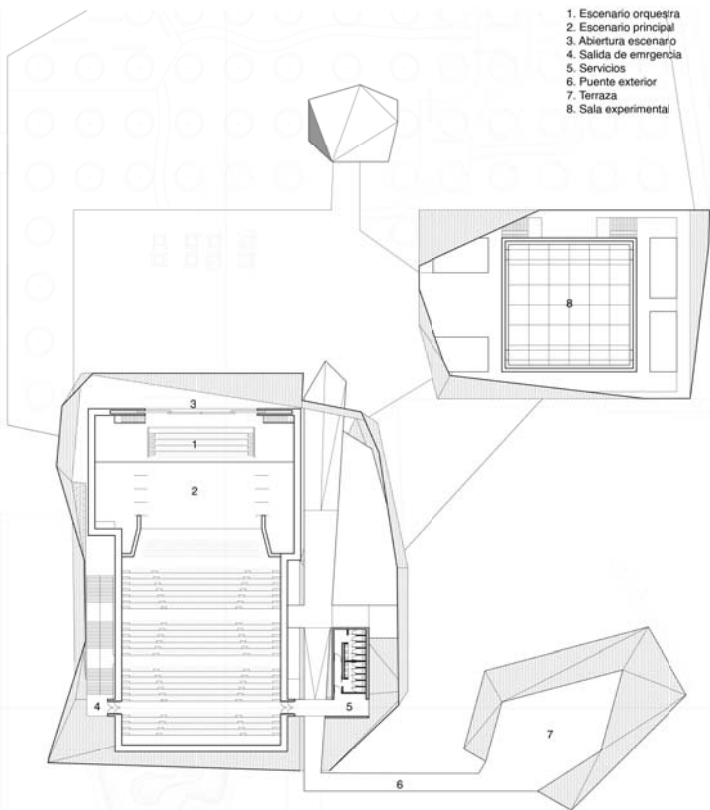 1. Escenario orquesra
2. Escenario principal
3. Abiertura escenario
4. Salida de emrgencia
5. Servicios
6. Puente exterior
7. Terraza
8. Sala experimental
8
3
1
2
4
5
7
6